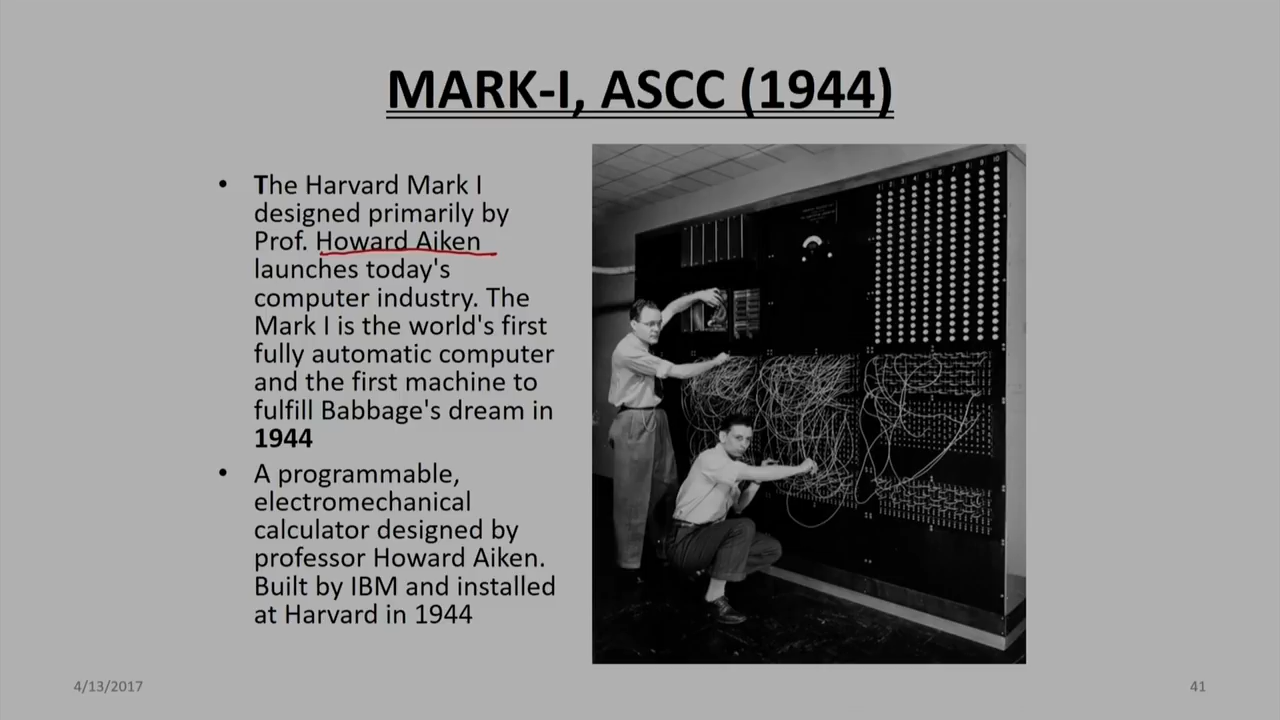 MARK-I, ASCC (1944)
• The Harvard Mark I
designed primarily by
Prof. Howard Aiken
launches today's
computer industry. The
Mark I is the world's first
fully automatic computer
and the first machine to
fulfill Babbage's dream in
1944
• A programmable,
electromechanical
calculator designed by
professor Howard Aiken.
Built by IBM and installed
at Harvard in 1944
4/13/2017
41